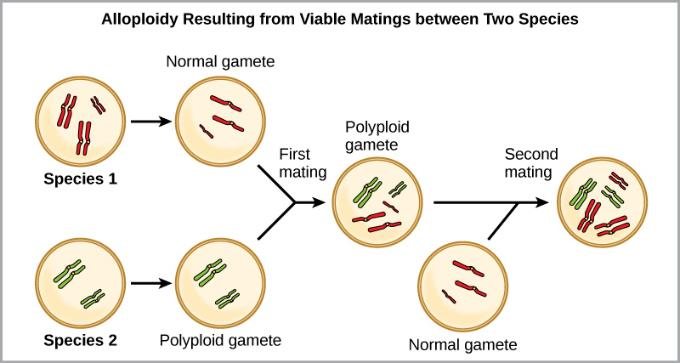 Alloploidy Resulting from Viable Matings between Two Species
Normal gamete
Species 1
First
mating
Polyploid
gamete
Second
mating
Species 2
Polyploid gamete
Normal gamete